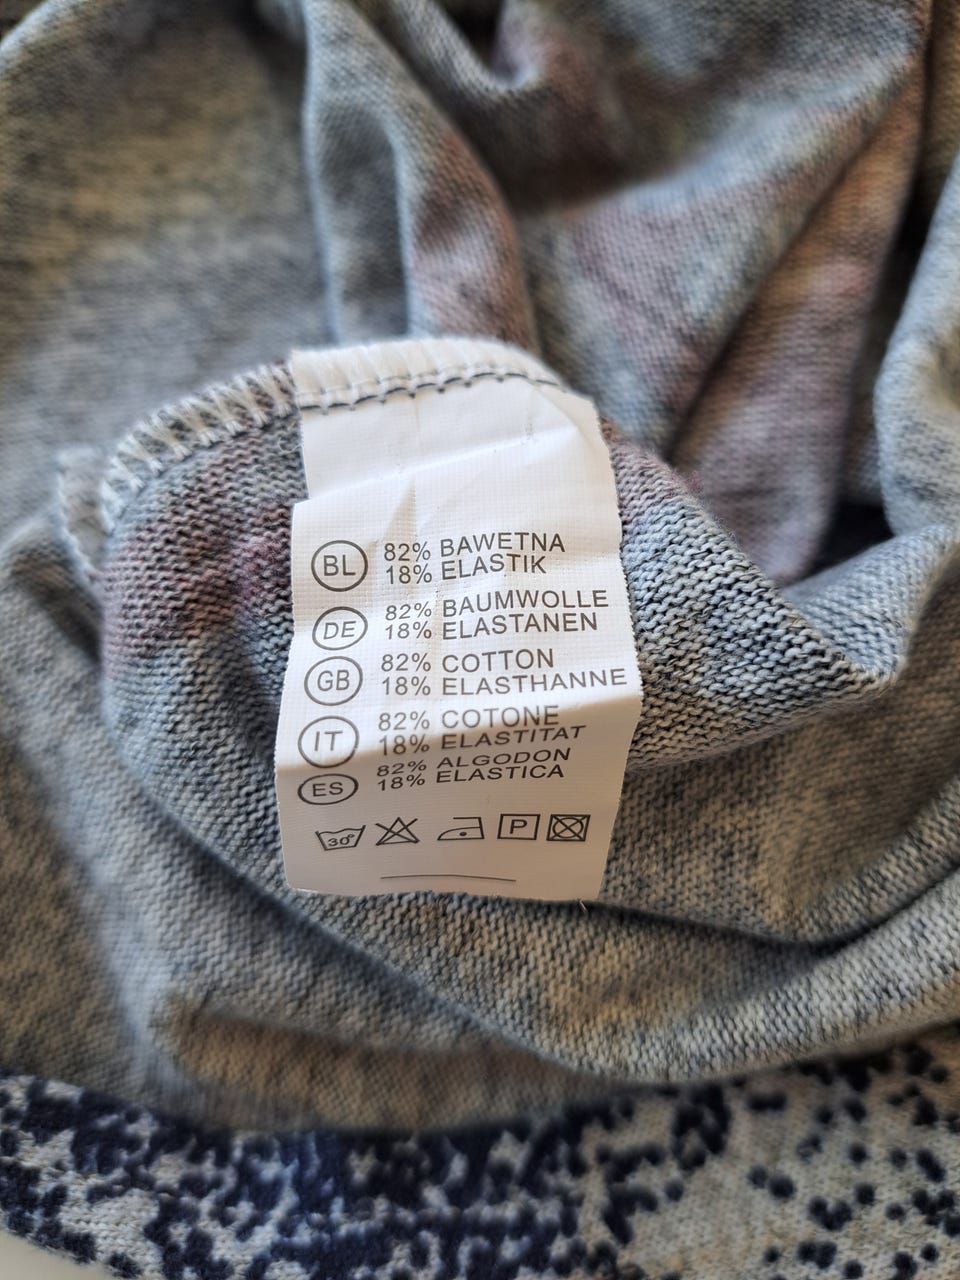 BL 82% BAWETNA
18% ELASTIK
DE 82% BAUMWOLLE
18% ELASTANEN
GB 82% COTTON
18% ELASTHANNE
IT 82% COTONE
18% ELASTITAT
ES 82% ALGODON
18% ELASTICA
30° P